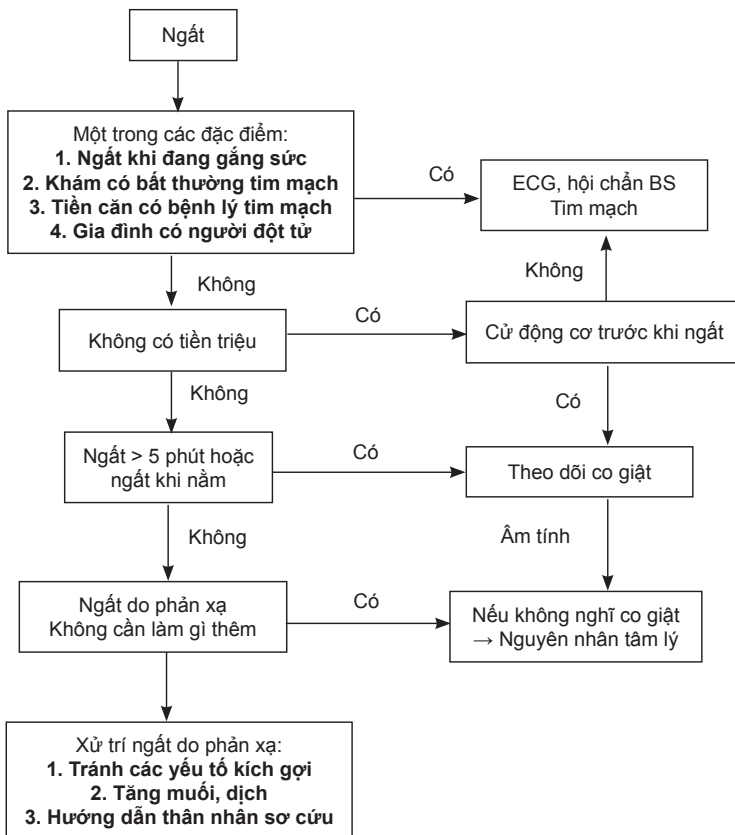 Ngất
Một trong các đặc điểm:
1. Ngất khi đang gắng sức
2. Khám có bất thường tim mạch
3. Tiền căn có bệnh lý tim mạch
4. Gia đình có người đột tử
Có
ECG, hội chẩn BS
Tim mạch
Không
Không
Không có tiền triệu
Có
Cử động cơ trước khi ngất
Không
Có
Ngất > 5 phút hoặc
ngất khi nằm
Có
Theo dõi co giật
Không
Âm tính
Ngất do phản xạ
Không cần làm gì thêm
Có
Nếu không nghĩ co giật
→ Nguyên nhân tâm lý
Xử trí ngất do phản xạ:
1. Tránh các yếu tố kích gợi
2. Tăng muối, dịch
3. Hướng dẫn thân nhân sơ cứu